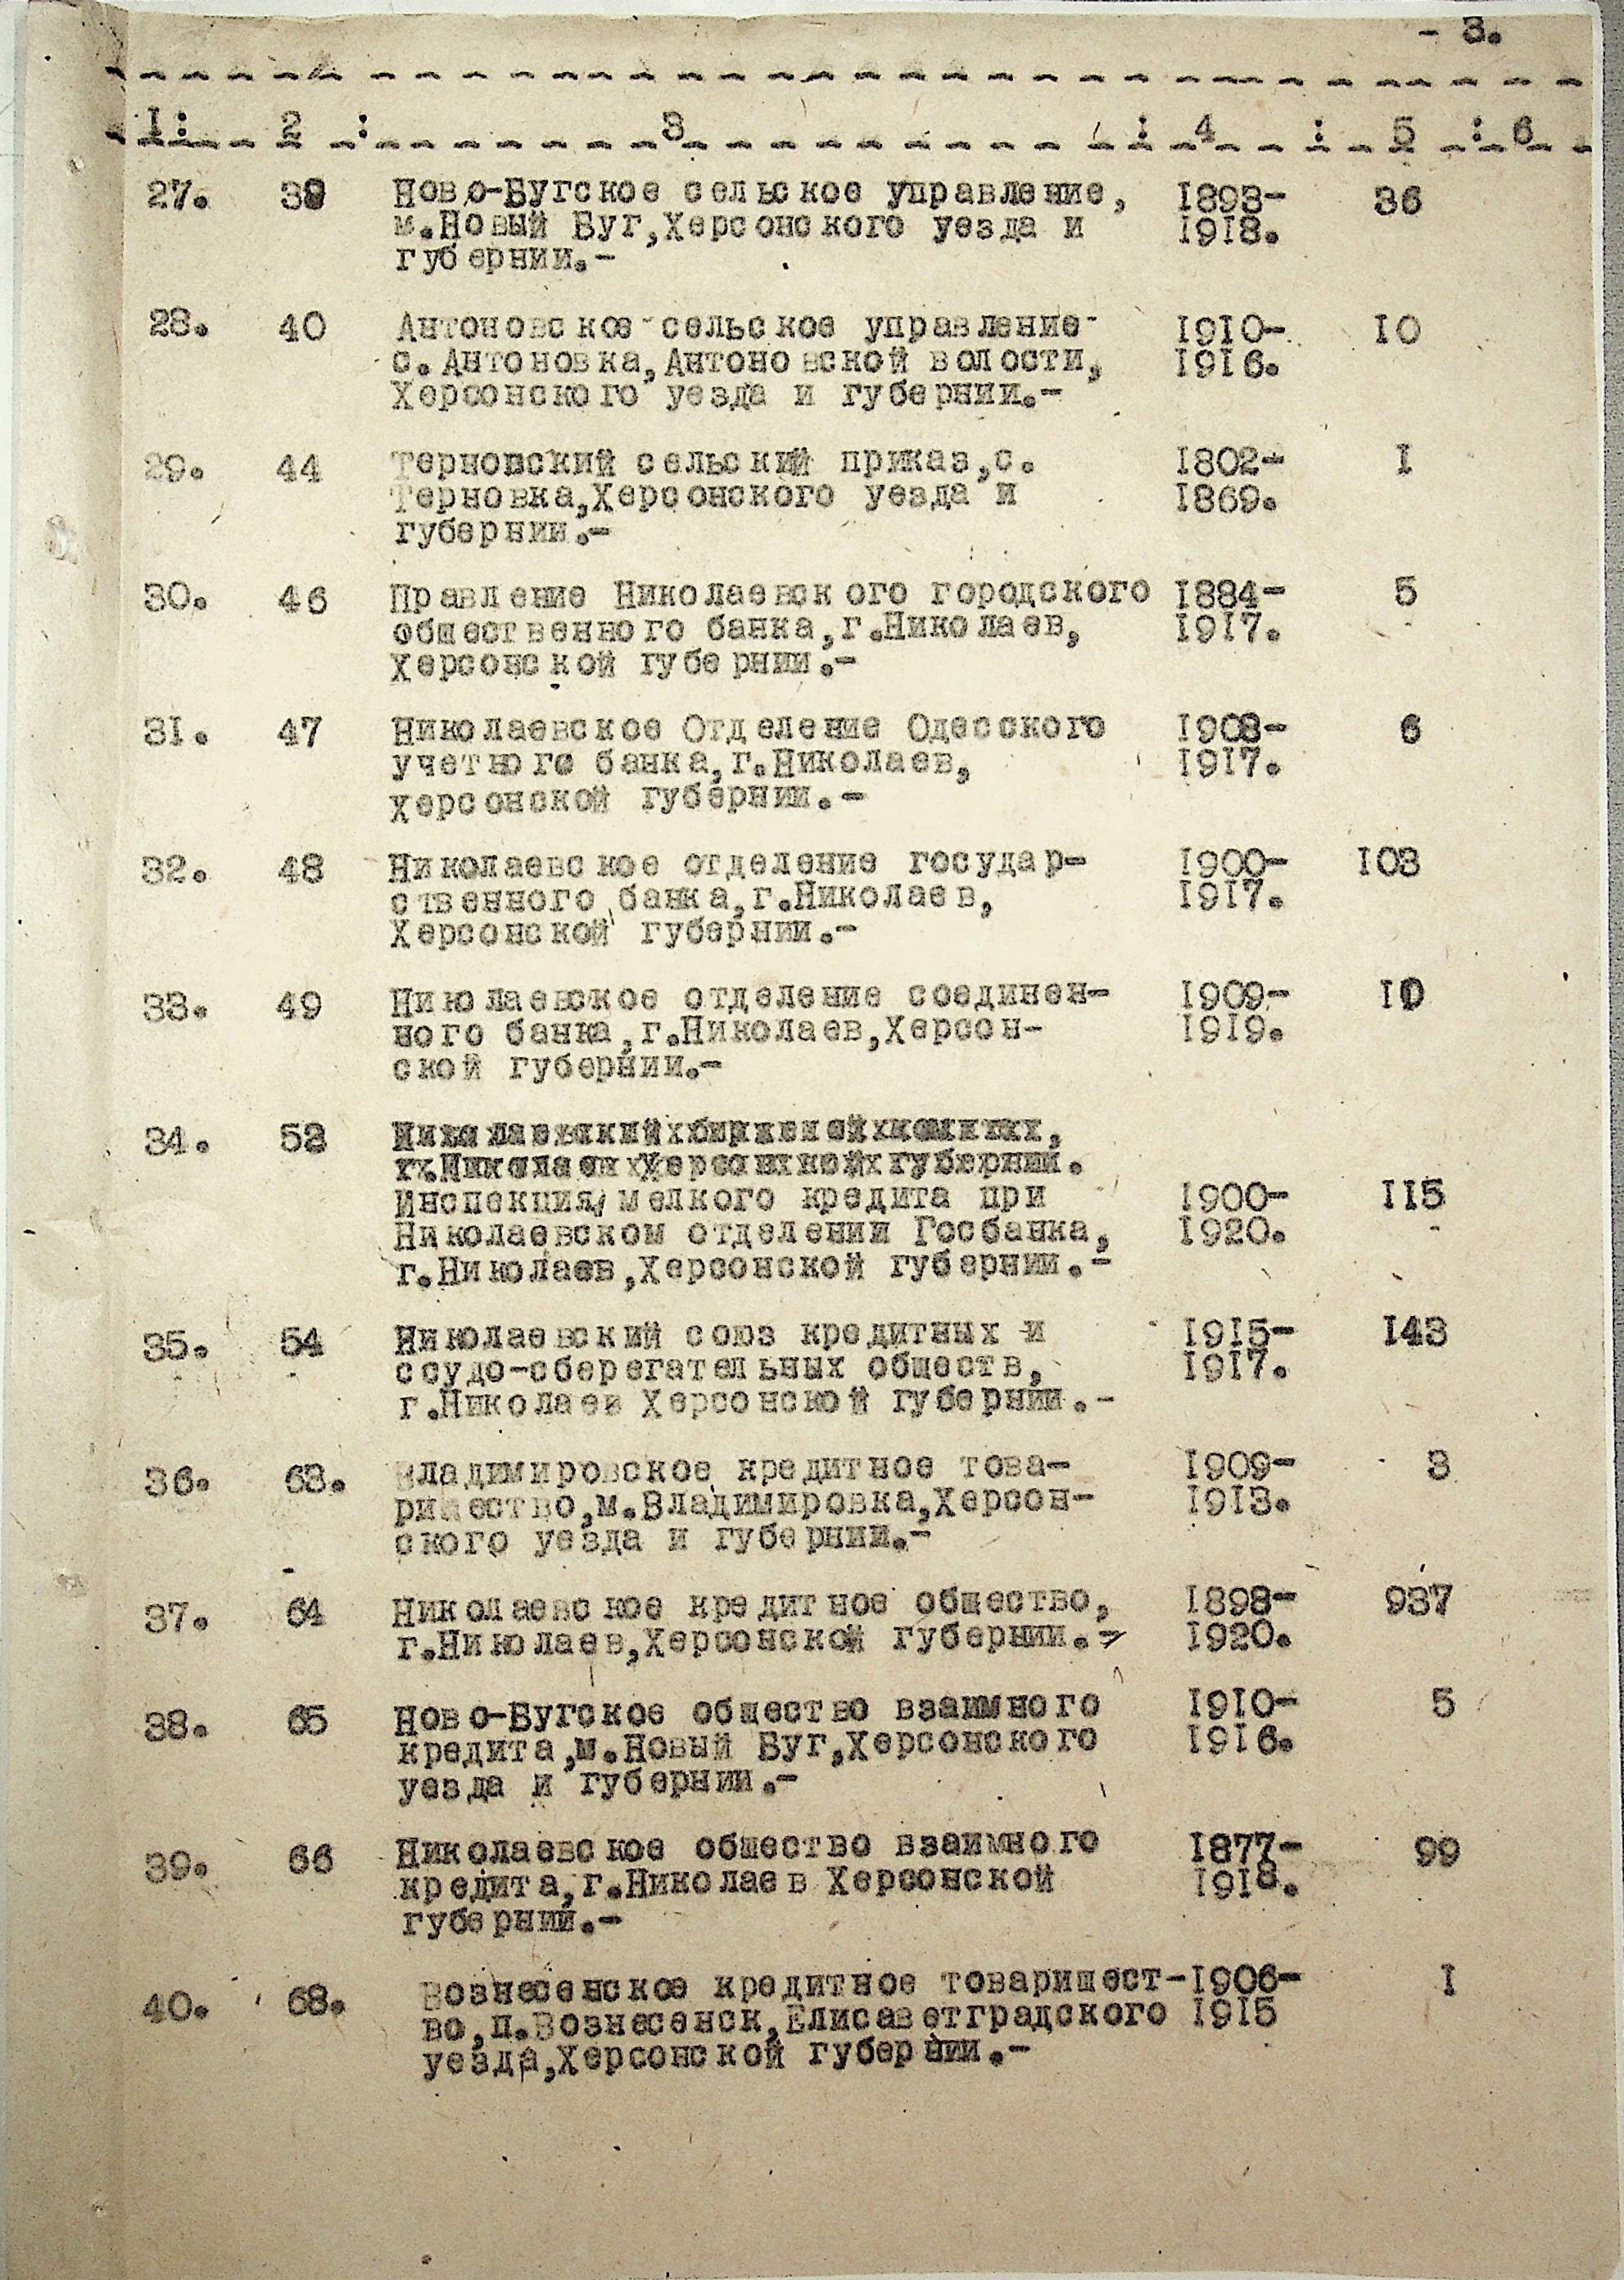 - 3.
1: 2 : 3 : 4 : 5 : 6
27. 39 Ново-Бугское сельское управление, 1893- 36
м.Новый Буг,Херсонского уезда и 1918.
губернии.-
28. 40 Антоновское сельское управление 1910- 10
с.Антоновка,Антоновской волости, 1916.
Херсонского уезда и губернии.-
29. 44 Терновский сельский приказ,с. 1802- 1
Терновка,Херсонского уезда и 1869.
губернии.-
30. 46 Правление Николаевского городского 1884- 5
общественного банка,г.Николаев, 1917.
Херсонской губернии.-
31. 47 Николаевское Отделение Одесского 1908- 6
учетного банка,г.Николаев, 1917.
Херсонской губернии.-
32. 48 Николаевское отделение государ- 1900- 103
ственного банка,г.Николаев, 1917.
Херсонской губернии.-
33. 49 Николаевское отделение соединен- 1909- 10
ного банка,г.Николаев,Херсон- 1919.
ской губернии.-
34. 53
губернии.
Инспекция мелкого кредита при 1900- 115
Николаевском отделении Госбанка, 1920.
г.Николаев,Херсонской губернии.-
35. 54 Николаевский союз кредитных и 1915- 143
ссудо-сберегательных обществ, 1917.
г.Николаев Херсонской губернии.-
36. 63. Владимировское кредитное това- 1909- 3
рищество,м.Владимировка,Херсон- 1913.
ского уезда и губернии.-
37. 64 Николаевское кредитное общество, 1898- 937
г.Николаев,Херсонской губернии.- 1920.
38. 65 Ново-Бугское общество взаимного 1910- 5
кредита,м.Новый Буг,Херсонского 1916.
уезда и губернии.-
39. 66 Николаевское общество взаимного 1877- 99
кредита,г.Николаев Херсонской 1918.
губернии.-
40. 68. Вознесенское кредитное товарищест- 1906- 1
во,п.Вознесенск,Елисаветградского 1915
уезда,Херсонской губернии.-